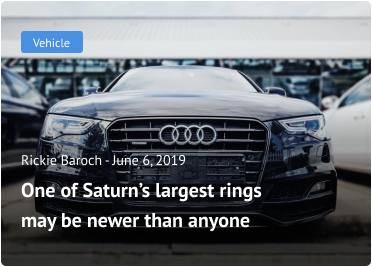 Vehicle
Rickie Baroch - June 6, 2019
One of Saturn’s largest rings
may be newer than anyone